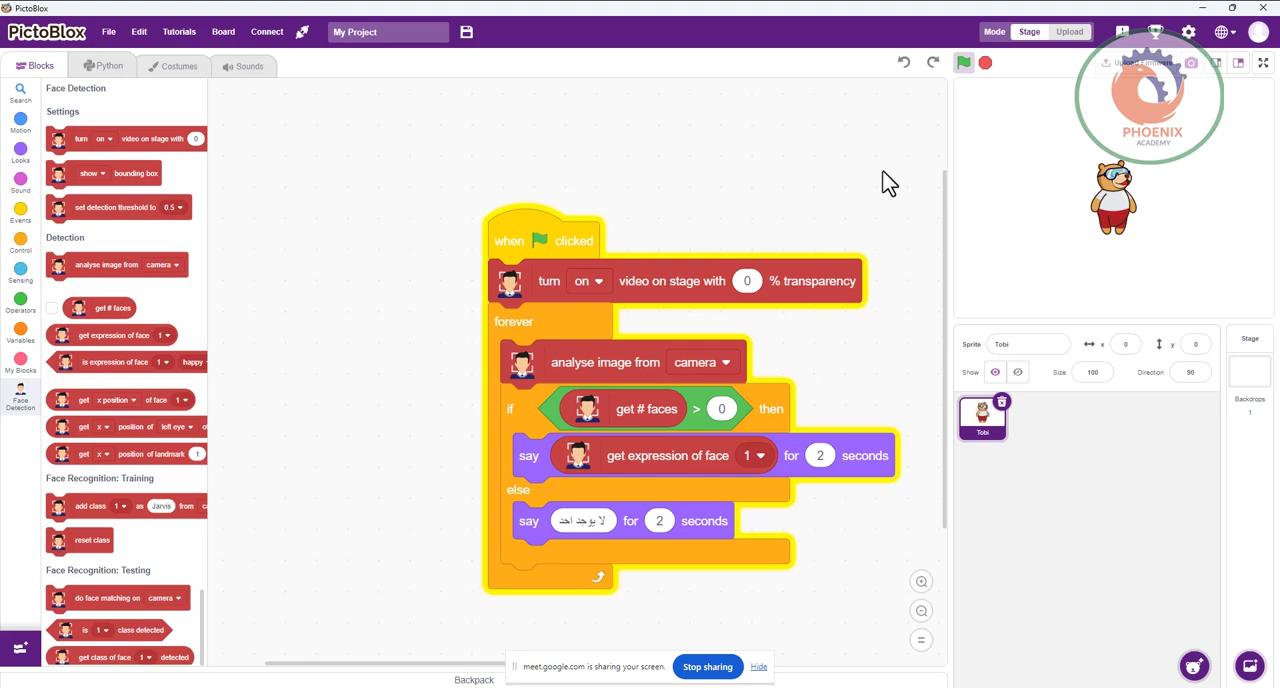 PictoBlox
PictoBlox File Edit Tutorials Board Connect My Project Mode Stage Upload
Blocks Python Costumes Sounds
Upload Firmware
PHOENIX
ACADEMY
Search
Motion
Looks
Sound
Events
Control
Sensing
Operators
Variables
My Blocks
Face
Detection
Face Detection
Settings
turn on video on stage with 0
show bounding box
set detection threshold to 0.5
Detection
analyse image from camera
get # faces
get expression of face 1
is expression of face 1 happy
get x position of face 1
get x position of left eye
get x position of landmark 1
Face Recognition: Training
add class 1 as Jarvis from
reset class
Face Recognition: Testing
do face matching on camera
is 1 class detected
get class of face 1 detected
when clicked
turn on video on stage with 0 % transparency
forever
analyse image from camera
if get # faces > 0 then
say get expression of face 1 for 2 seconds
else
say لا يوجد احد for 2 seconds
Sprite Tobi x 0 y 0
Show Size 100 Direction 90
Tobi
Stage
Backdrops
1
meet.google.com is sharing your screen. Stop sharing Hide
Backpack